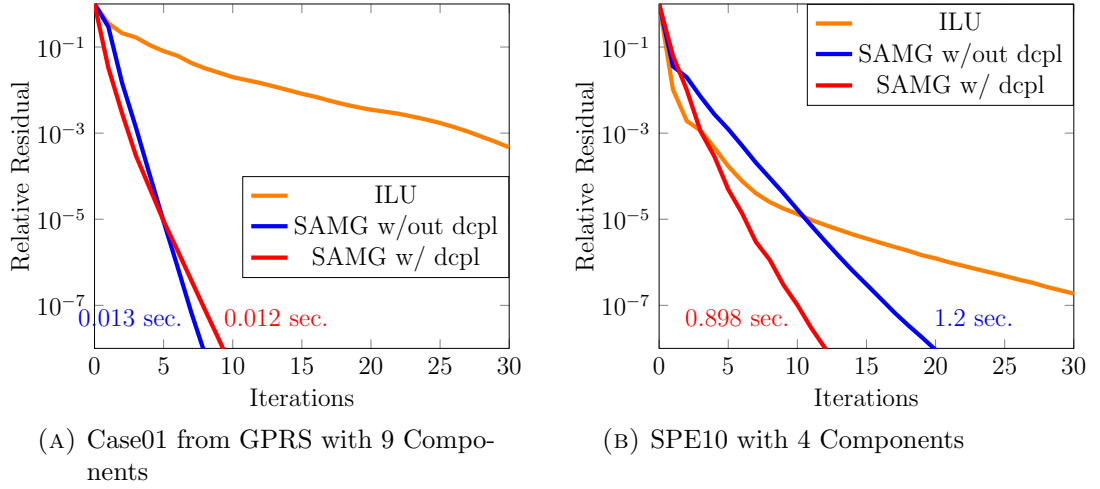 10^{-1}
10^{-3}
10^{-5}
10^{-7}
Relative Residual
ILU
SAMG w/out dcpl
SAMG w/ dcpl
0.013 sec.
0.012 sec.
0 5 10 15 20 25 30
Iterations
(A) Case01 from GPRS with 9 Compo-
nents
10^{-1}
10^{-3}
10^{-5}
10^{-7}
Relative Residual
ILU
SAMG w/out dcpl
SAMG w/ dcpl
0.898 sec.
1.2 sec.
0 5 10 15 20 25 30
Iterations
(B) SPE10 with 4 Components